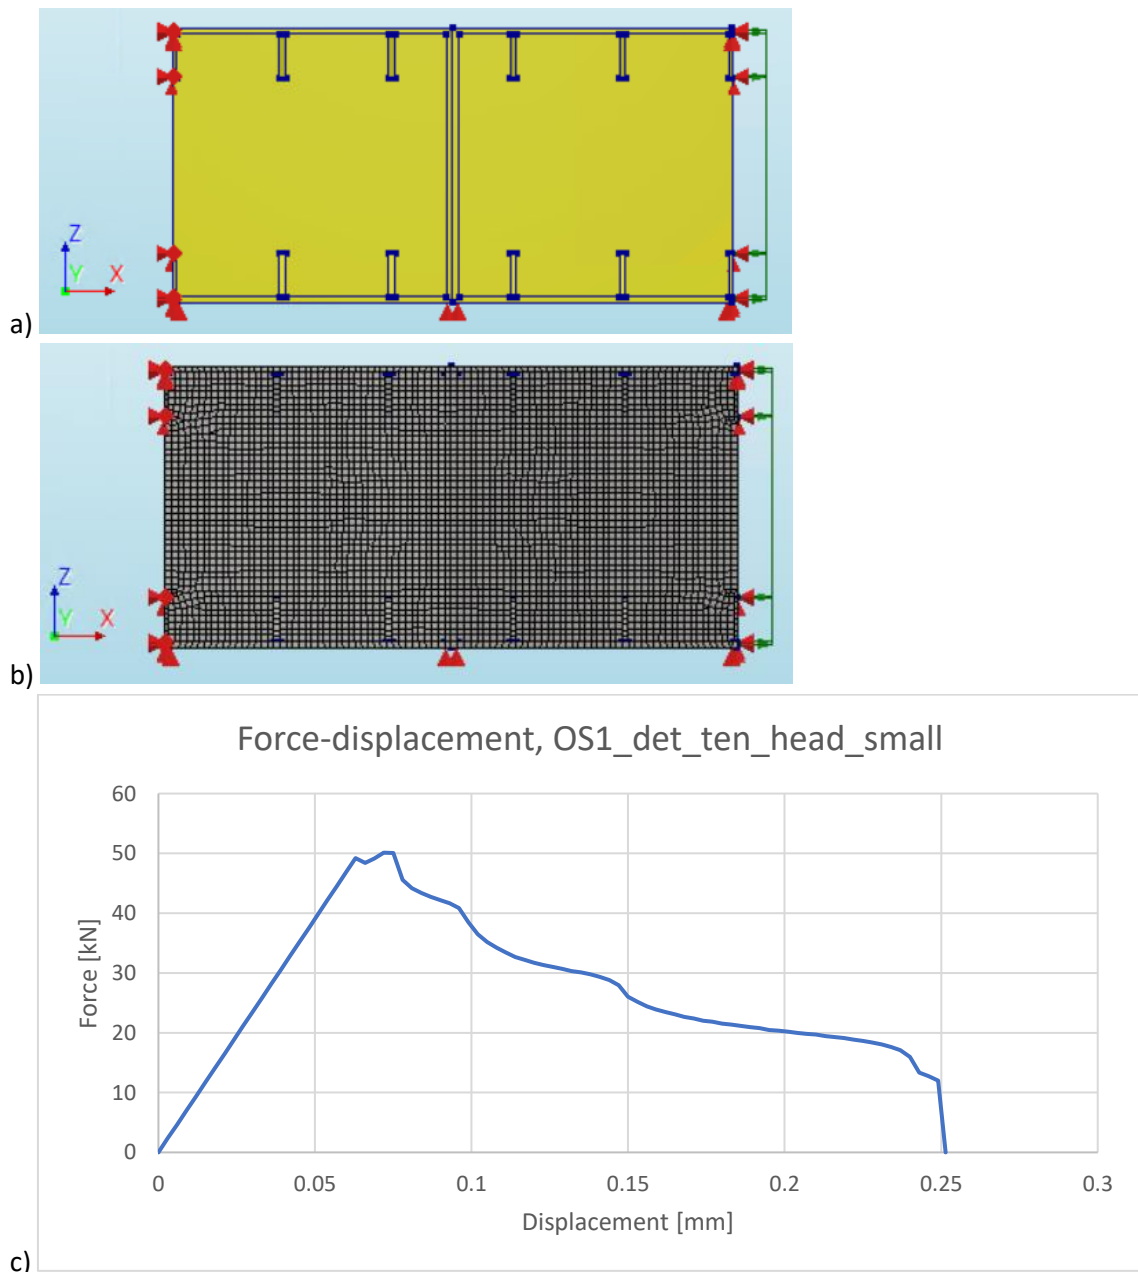 Z
Y X
a)
Z
Y X
b)
Force-displacement, OS1_det_ten_head_small
60
50
40
30
20
10
0
Force [kN]
0 0.05 0.1 0.15 0.2 0.25 0.3
Displacement [mm]
c)